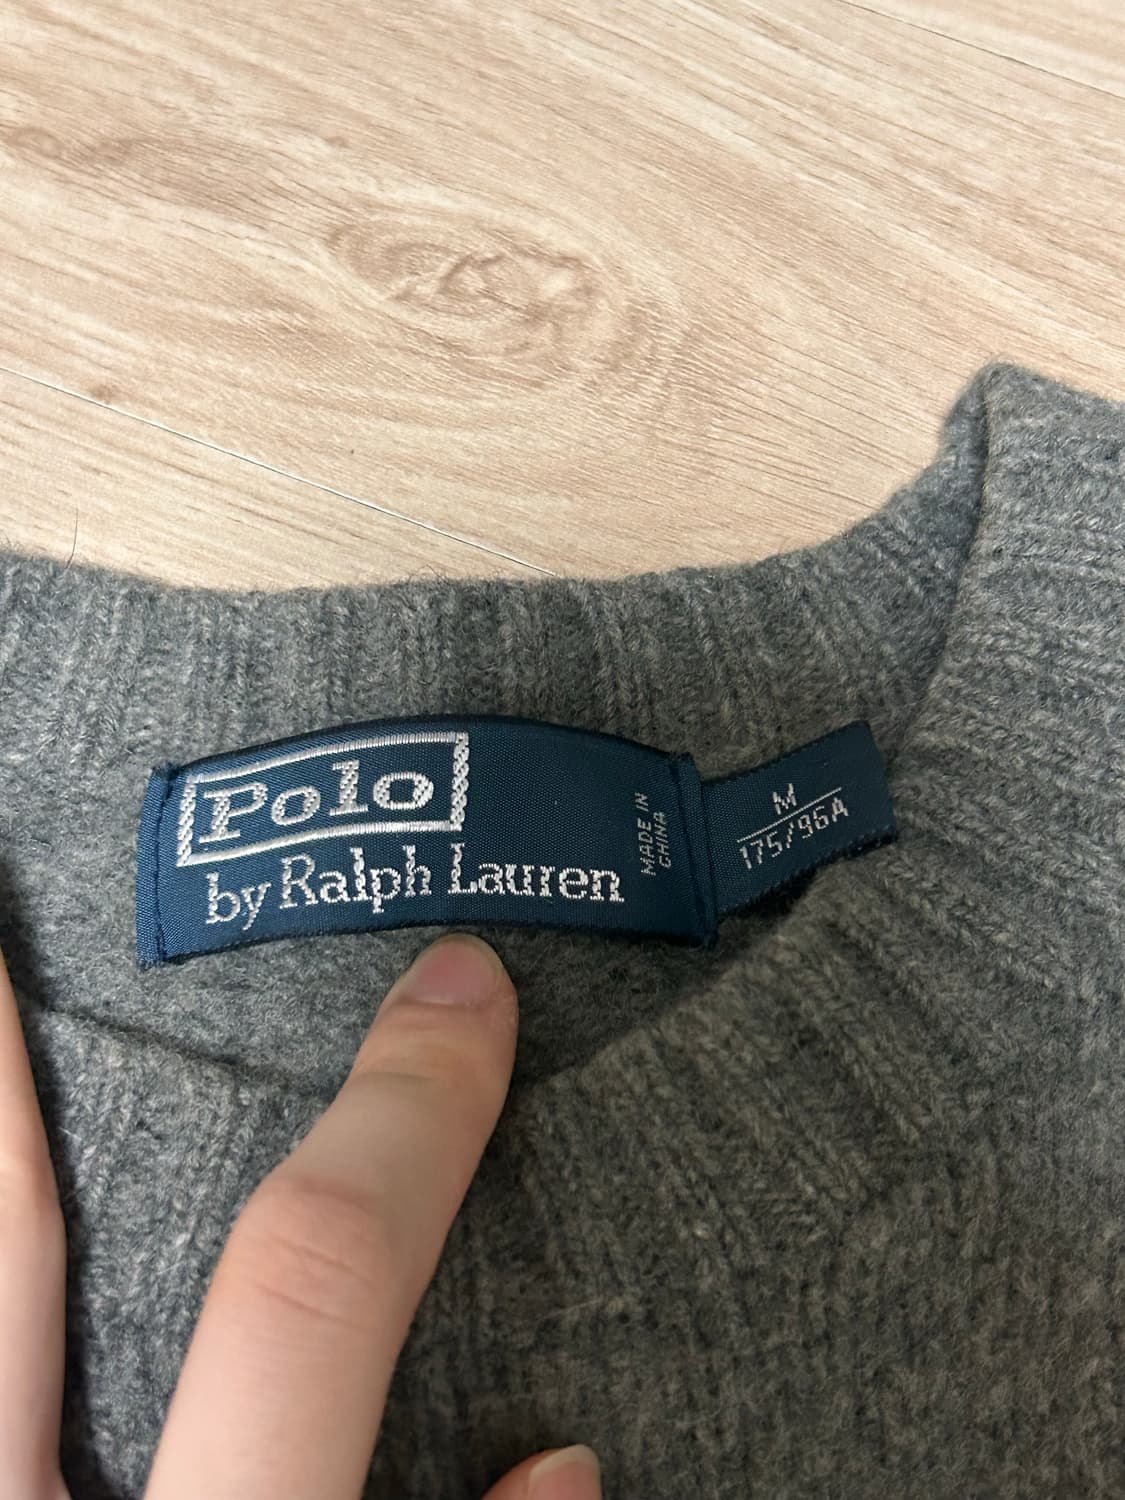 Polo
by Ralph Lauren
MADE IN
CHINA
M
175/96A